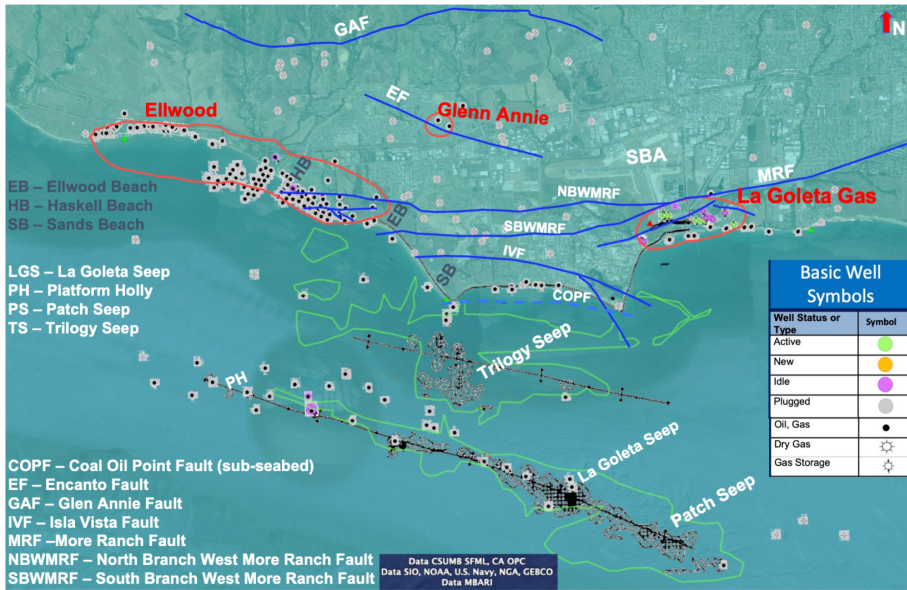 GAF
N
EF
Ellwood
Glenn Annie
SBA
MRF
HB
NBWMRF
La Goleta Gas
EB – Ellwood Beach
HB – Haskell Beach
SB – Sands Beach
EB
SBWMRF
IVF
SB
COPF
LGS – La Goleta Seep
PH – Platform Holly
PS – Patch Seep
TS – Trilogy Seep
Trilogy Seep
PH
La Goleta Seep
Patch Seep
Basic Well
Symbols
Well Status or
Type
Symbol
Active
New
Idle
Plugged
Oil, Gas
Dry Gas
Gas Storage
COPF – Coal Oil Point Fault (sub-seabed)
EF – Encanto Fault
GAF – Glen Annie Fault
IVF – Isla Vista Fault
MRF –More Ranch Fault
NBWMRF – North Branch West More Ranch Fault
SBWMRF – South Branch West More Ranch Fault
Data CSUMB SFML, CA OPC
Data SIO, NOAA, U.S. Navy, NGA, GEBCO
Data MBARI